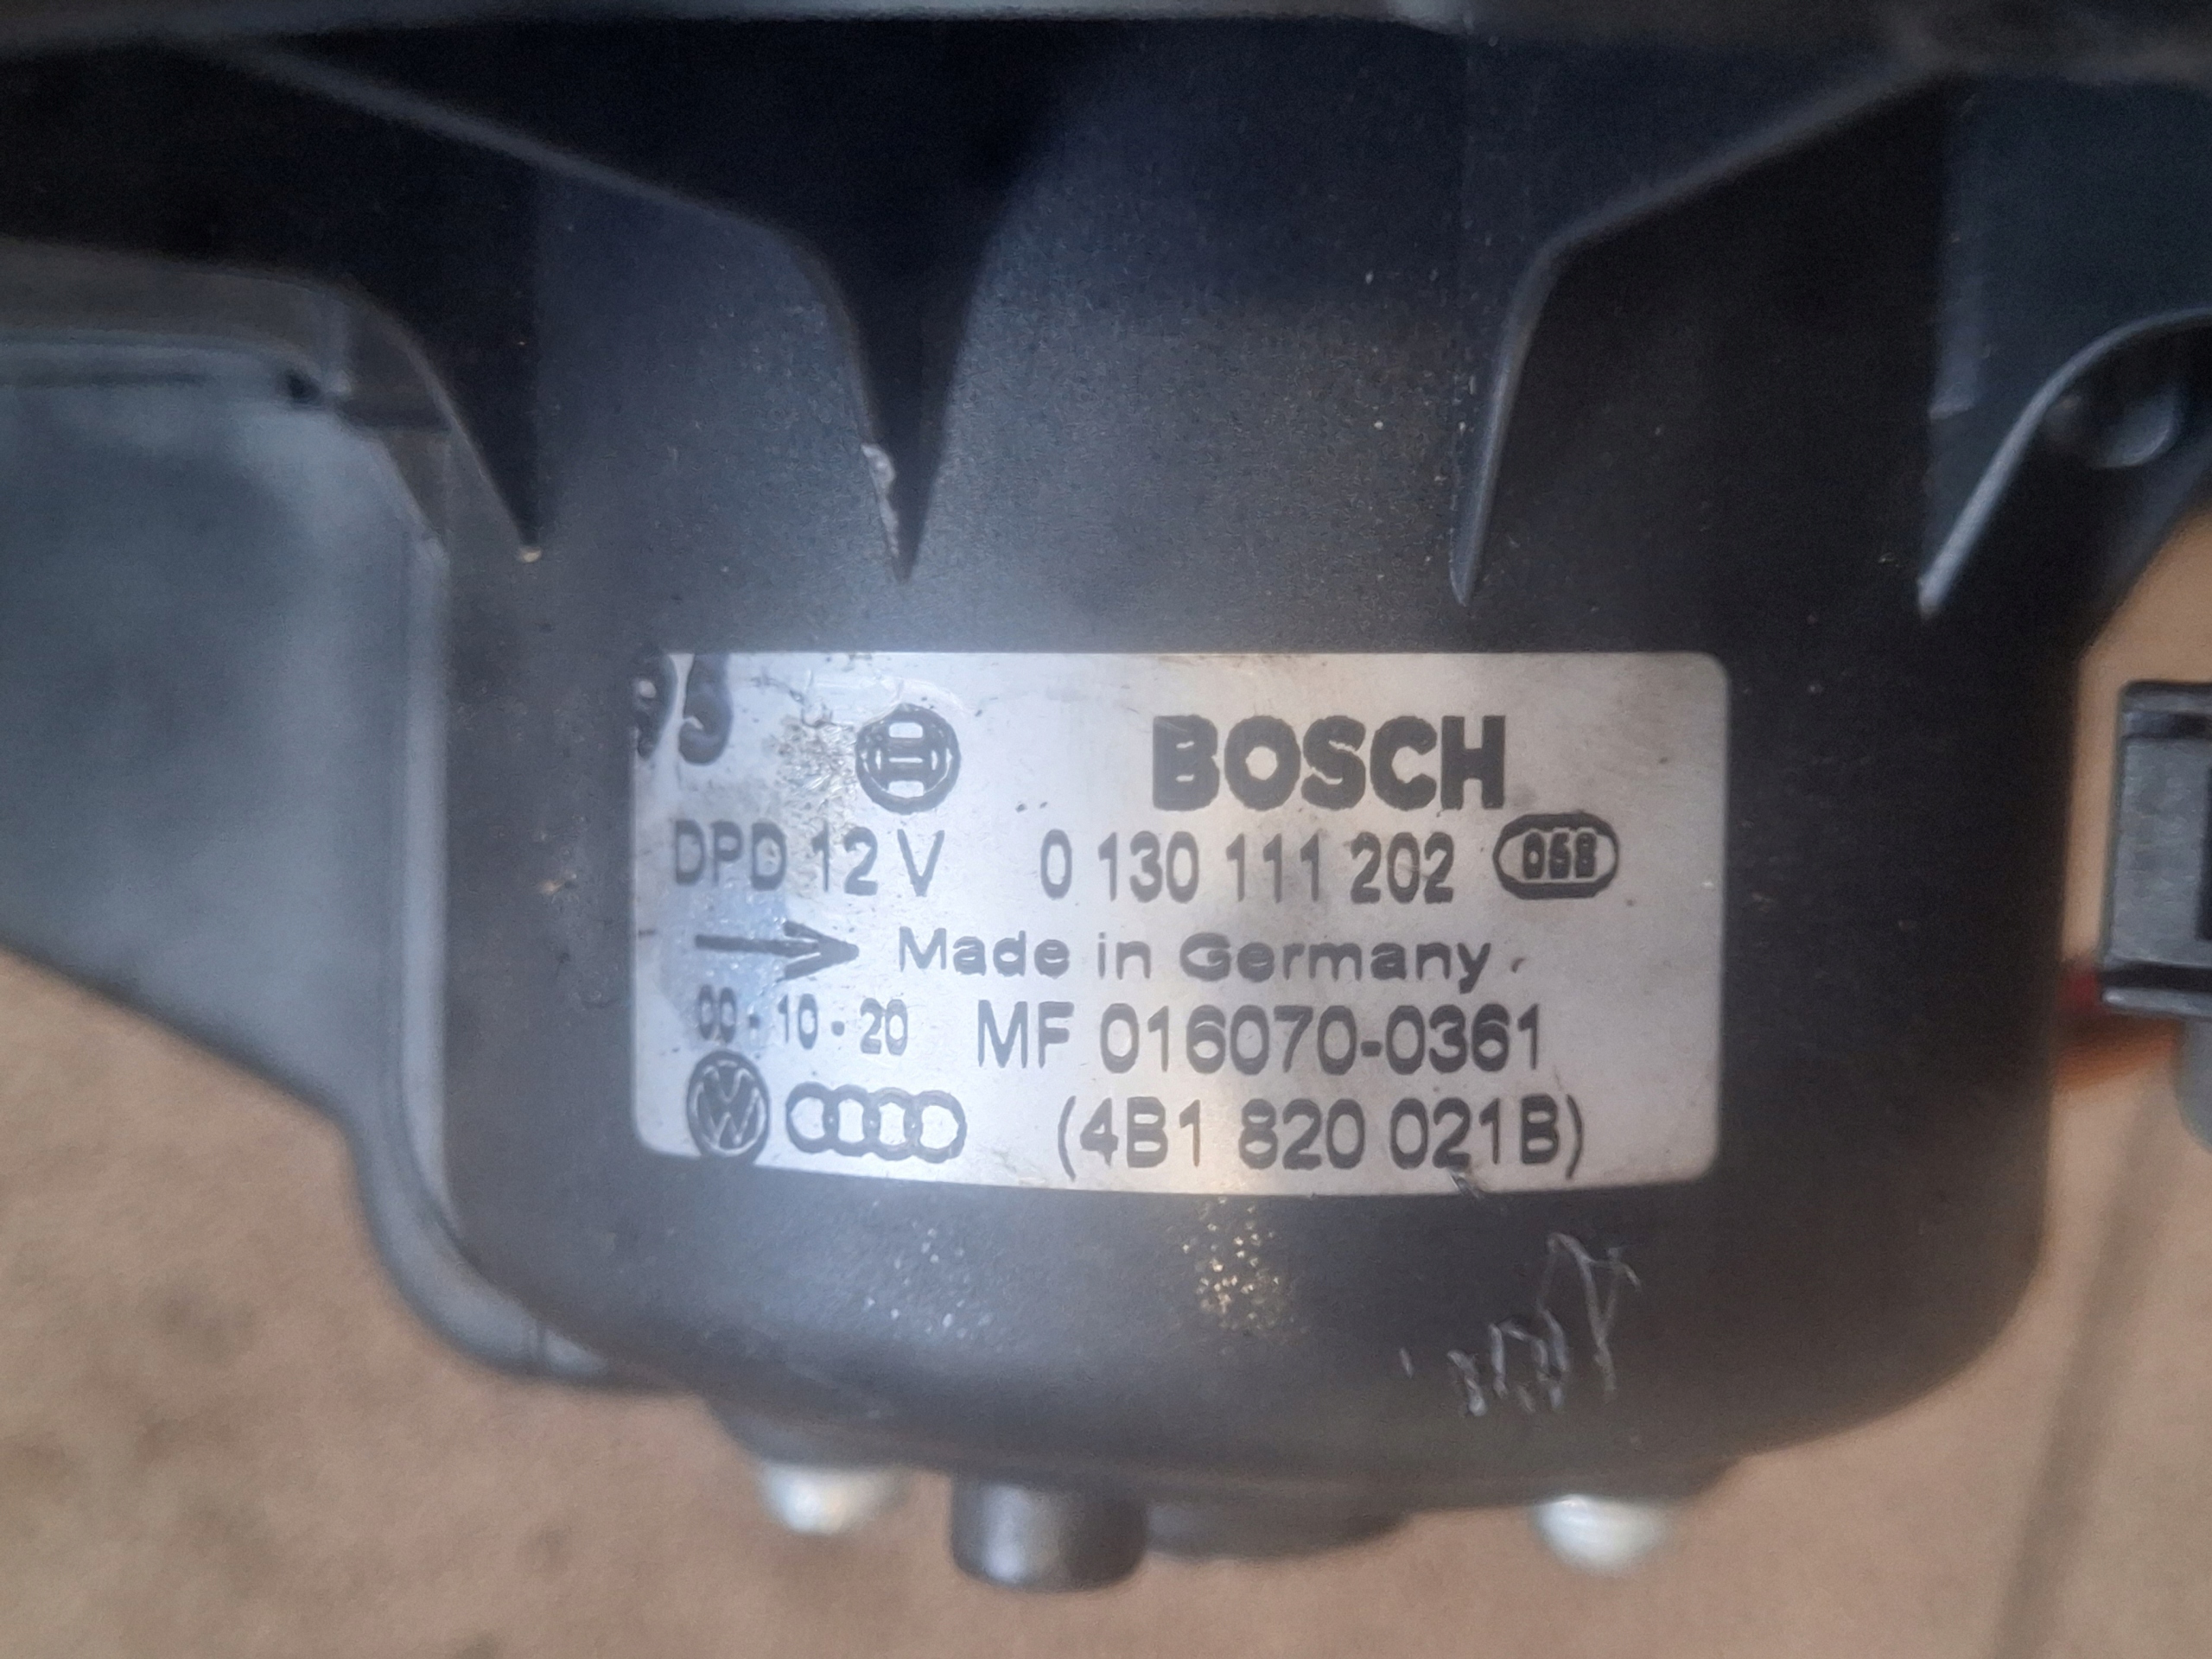 BOSCH
DPD 12 V 0 130 111 202 068
Made in Germany
00-10-20 MF 016070-0361
(4B1 820 021B)